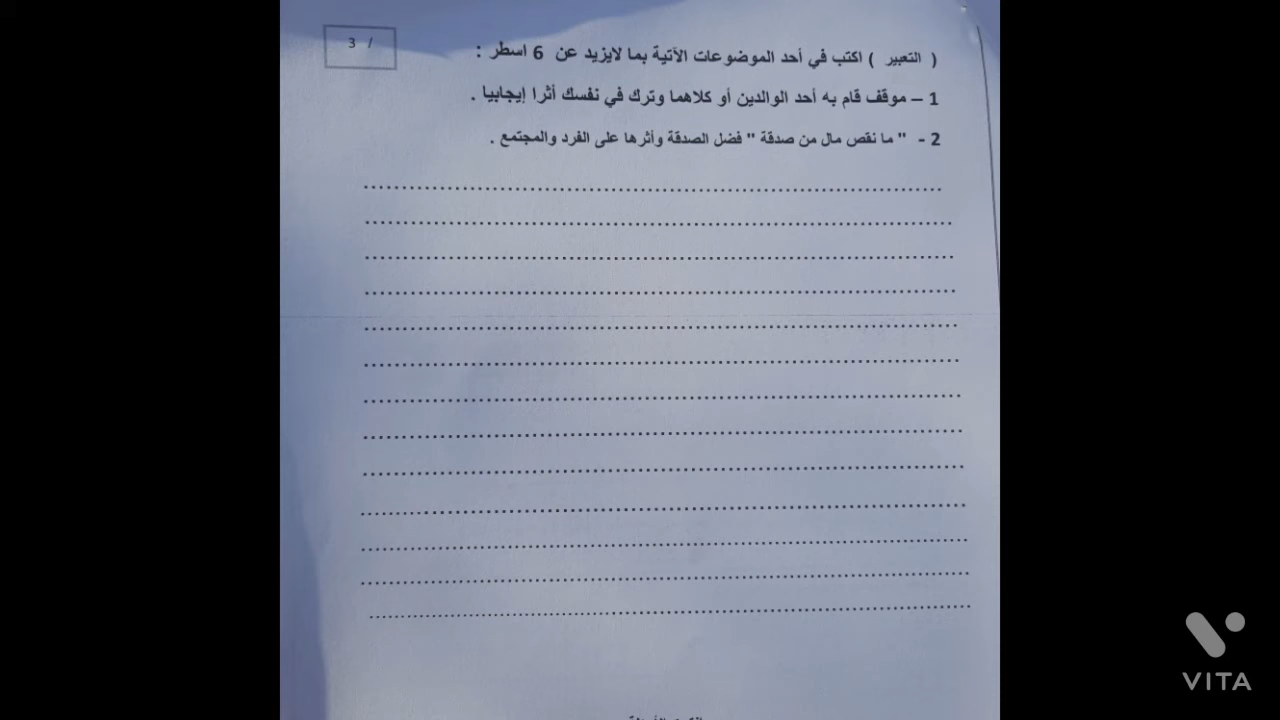 3 /
( التعبير ) اكتب في أحد الموضوعات الآتية بما لايزيد عن 6 اسطر :
1 – موقف قام به أحد الوالدين أو كلاهما وترك في نفسك أثرا إيجابيا .
2 - " ما نقص مال من صدقة " فضل الصدقة وأثرها على الفرد والمجتمع .
VITA